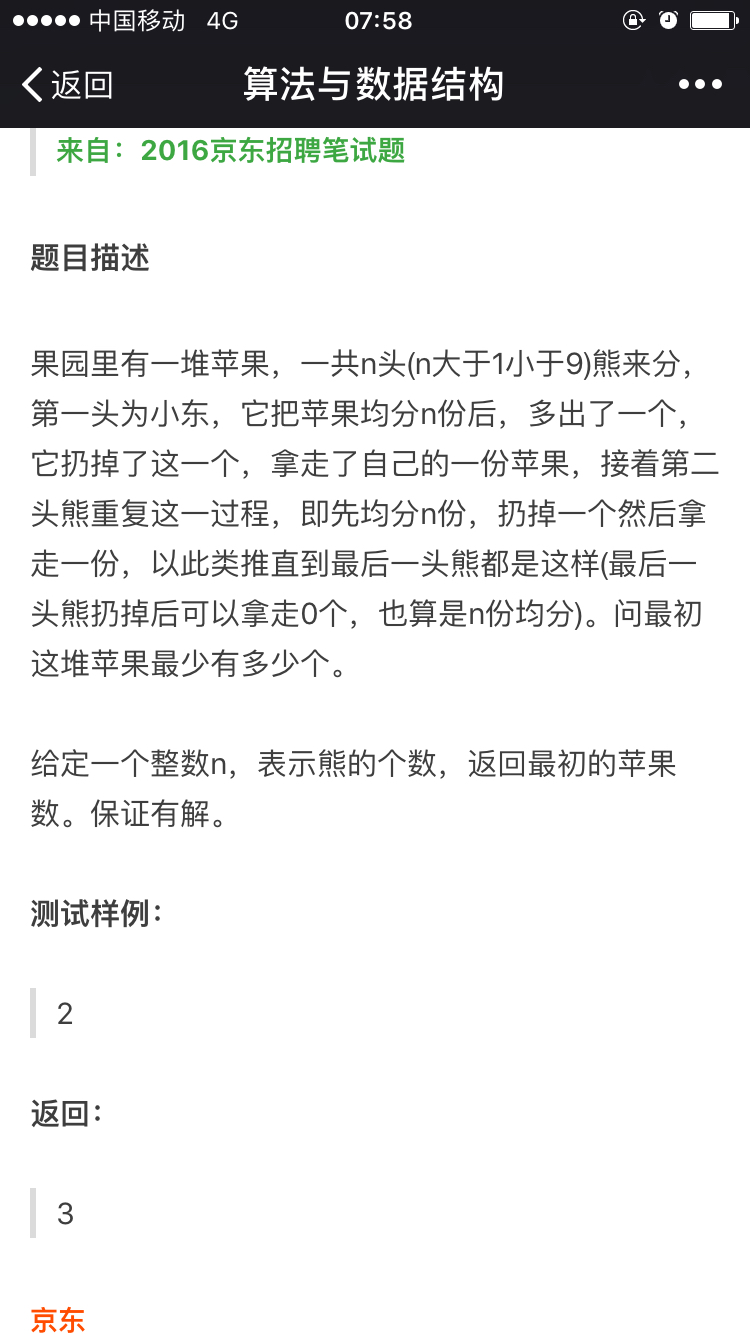 中国移动 4G 07:58
返回 算法与数据结构
来自：2016京东招聘笔试题
题目描述
果园里有一堆苹果，一共n头(n大于1小于9)熊来分，
第一头为小东，它把苹果均分n份后，多出了一个，
它扔掉了这一个，拿走了自己的一份苹果，接着第二
头熊重复这一过程，即先均分n份，扔掉一个然后拿
走一份，以此类推直到最后一头熊都是这样(最后一
头熊扔掉后可以拿走0个，也算是n份均分)。问最初
这堆苹果最少有多少个。
给定一个整数n，表示熊的个数，返回最初的苹果
数。保证有解。
测试样例：
2
返回：
3
京东